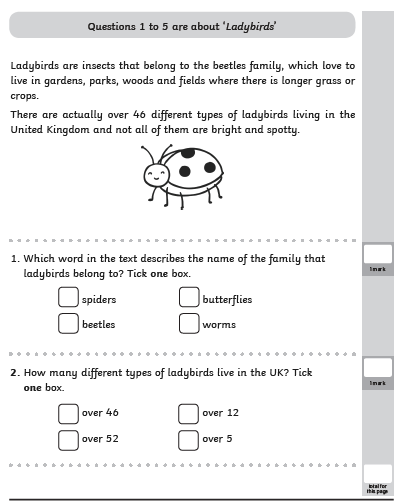 Questions 1 to 5 are about ‘Ladybirds’
Ladybirds are insects that belong to the beetles family, which love to
live in gardens, parks, woods and fields where there is longer grass or
crops.
There are actually over 46 different types of ladybirds living in the
United Kingdom and not all of them are bright and spotty.
1. Which word in the text describes the name of the family that
ladybirds belong to? Tick one box.
1 mark
spiders
butterflies
beetles
worms
2. How many different types of ladybirds live in the UK? Tick
one box.
1 mark
over 46
over 12
over 52
over 5
total for
this page